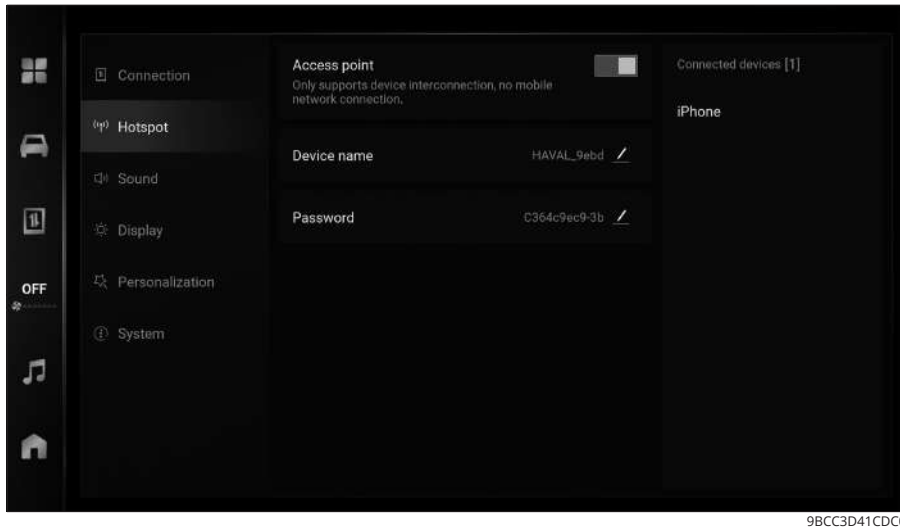 OFF
Connection
Hotspot
Sound
Display
Personalization
System
Access point
Only supports device interconnection, no mobile
network connection.
Device name
HAVAL_9ebd
Password
C364c9ec9-3b
Connected devices [1]
iPhone
9BCC3D41CDC